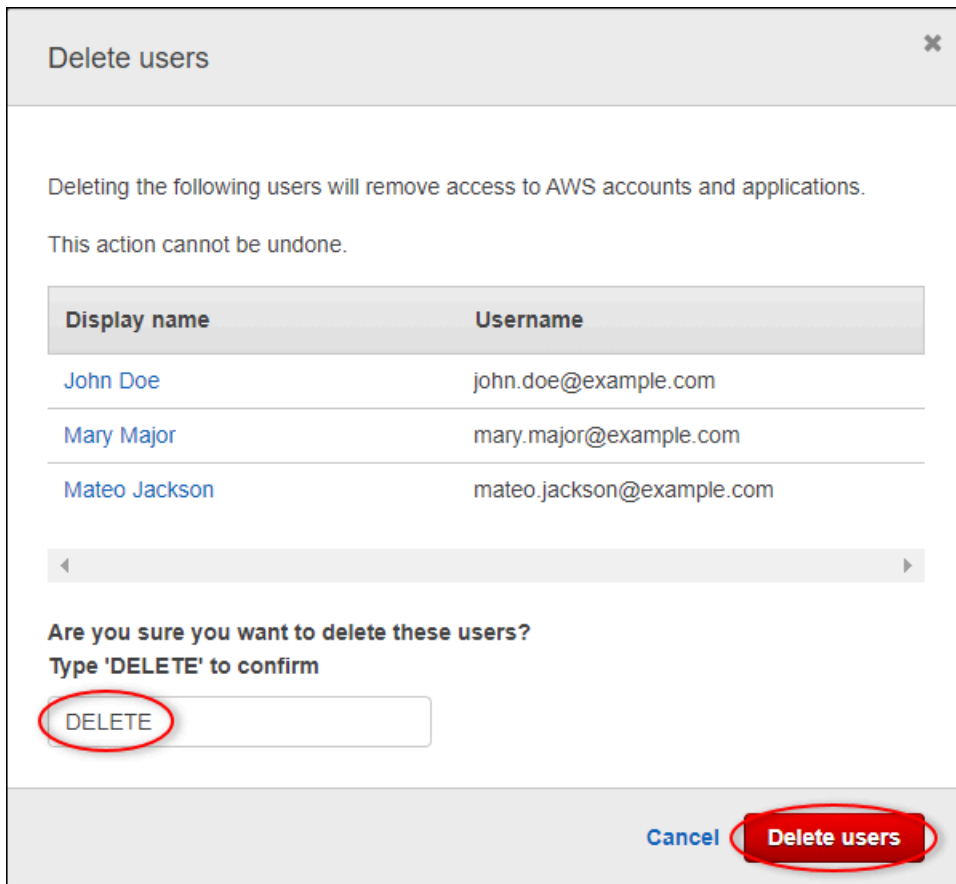 Delete users
Deleting the following users will remove access to AWS accounts and applications.
This action cannot be undone.
Display name Username
John Doe john.doe@example.com
Mary Major mary.major@example.com
Mateo Jackson mateo.jackson@example.com
Are you sure you want to delete these users?
Type 'DELETE' to confirm
DELETE
Cancel Delete users